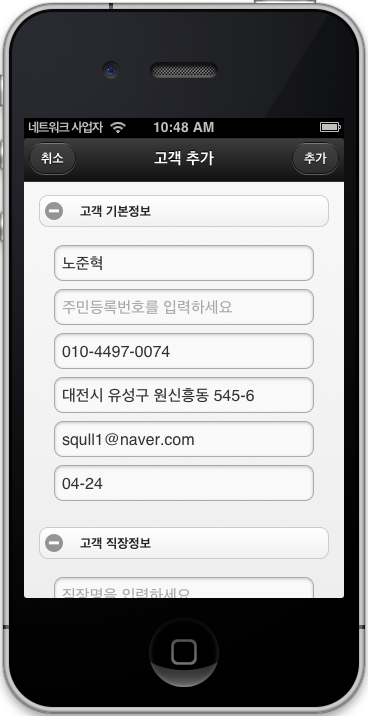 네트워크 사업자 10:48 AM
취소 고객 추가 추가
고객 기본정보
노준혁
주민등록번호를 입력하세요
010-4497-0074
대전시 유성구 원신흥동 545-6
squll1@naver.com
04-24
고객 직장정보
직장명을 입력하세요